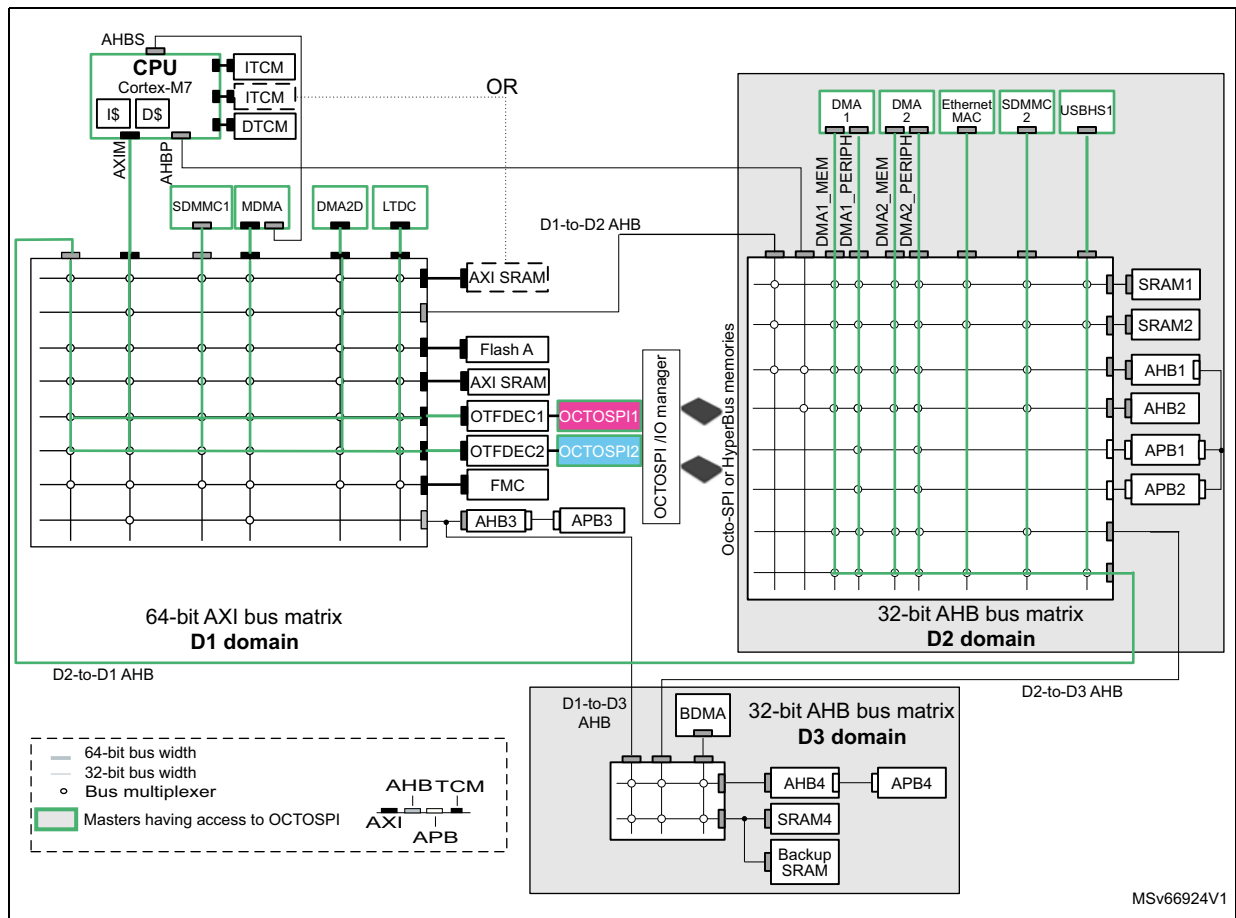 AHBS
CPU
Cortex-M7
I$
D$
ITCM
ITCM
DTCM
OR
AXIM
AHBP
SDMMC1
MDMA
DMA2D
LTDC
D1-to-D2 AHB
AXI SRAM
Flash A
AXI SRAM
OTFDEC1
OCTOSPI1
OTFDEC2
OCTOSPI2
FMC
AHB3
APB3
OCTOSPI /IO manager
Octo-SPI or HyperBus memories
64-bit AXI bus matrix
D1 domain
DMA
1
DMA
2
Ethernet
MAC
SDMMC
2
USBHS1
DMA1_MEM
DMA1_PERIPH
DMA2_MEM
DMA2_PERIPH
SRAM1
SRAM2
AHB1
AHB2
APB1
APB2
32-bit AHB bus matrix
D2 domain
D2-to-D1 AHB
D2-to-D3 AHB
D1-to-D3
AHB
BDMA
32-bit AHB bus matrix
D3 domain
AHB4
APB4
SRAM4
Backup
SRAM
64-bit bus width
32-bit bus width
Bus multiplexer
Masters having access to OCTOSPI
AHB
TCM
AXI
APB
MSv66924V1